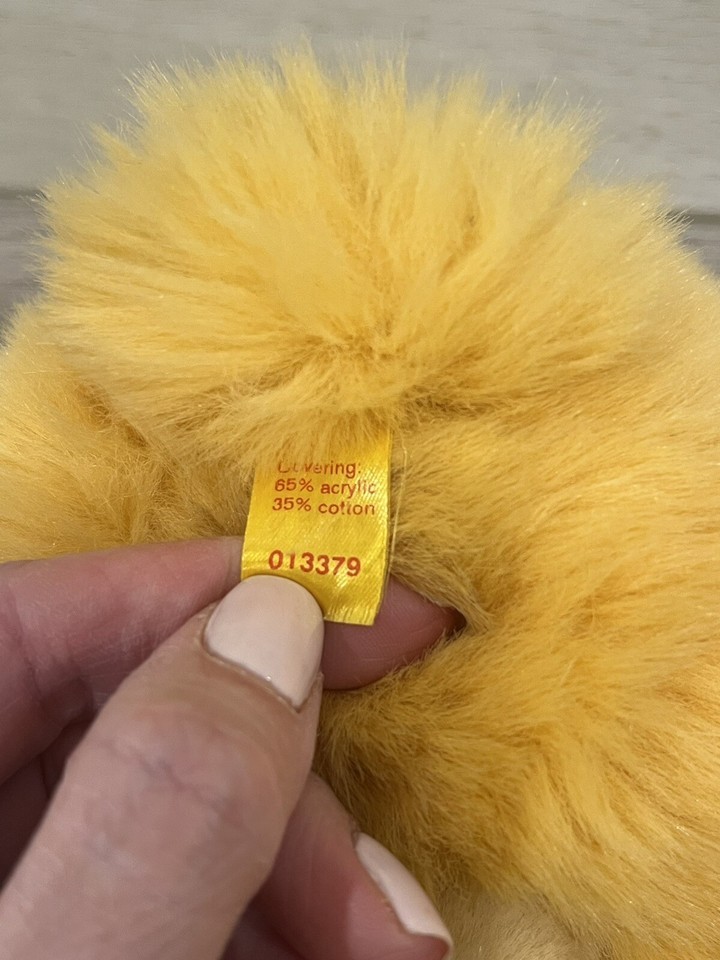 Covering:
65% acrylic
35% cotton
013379